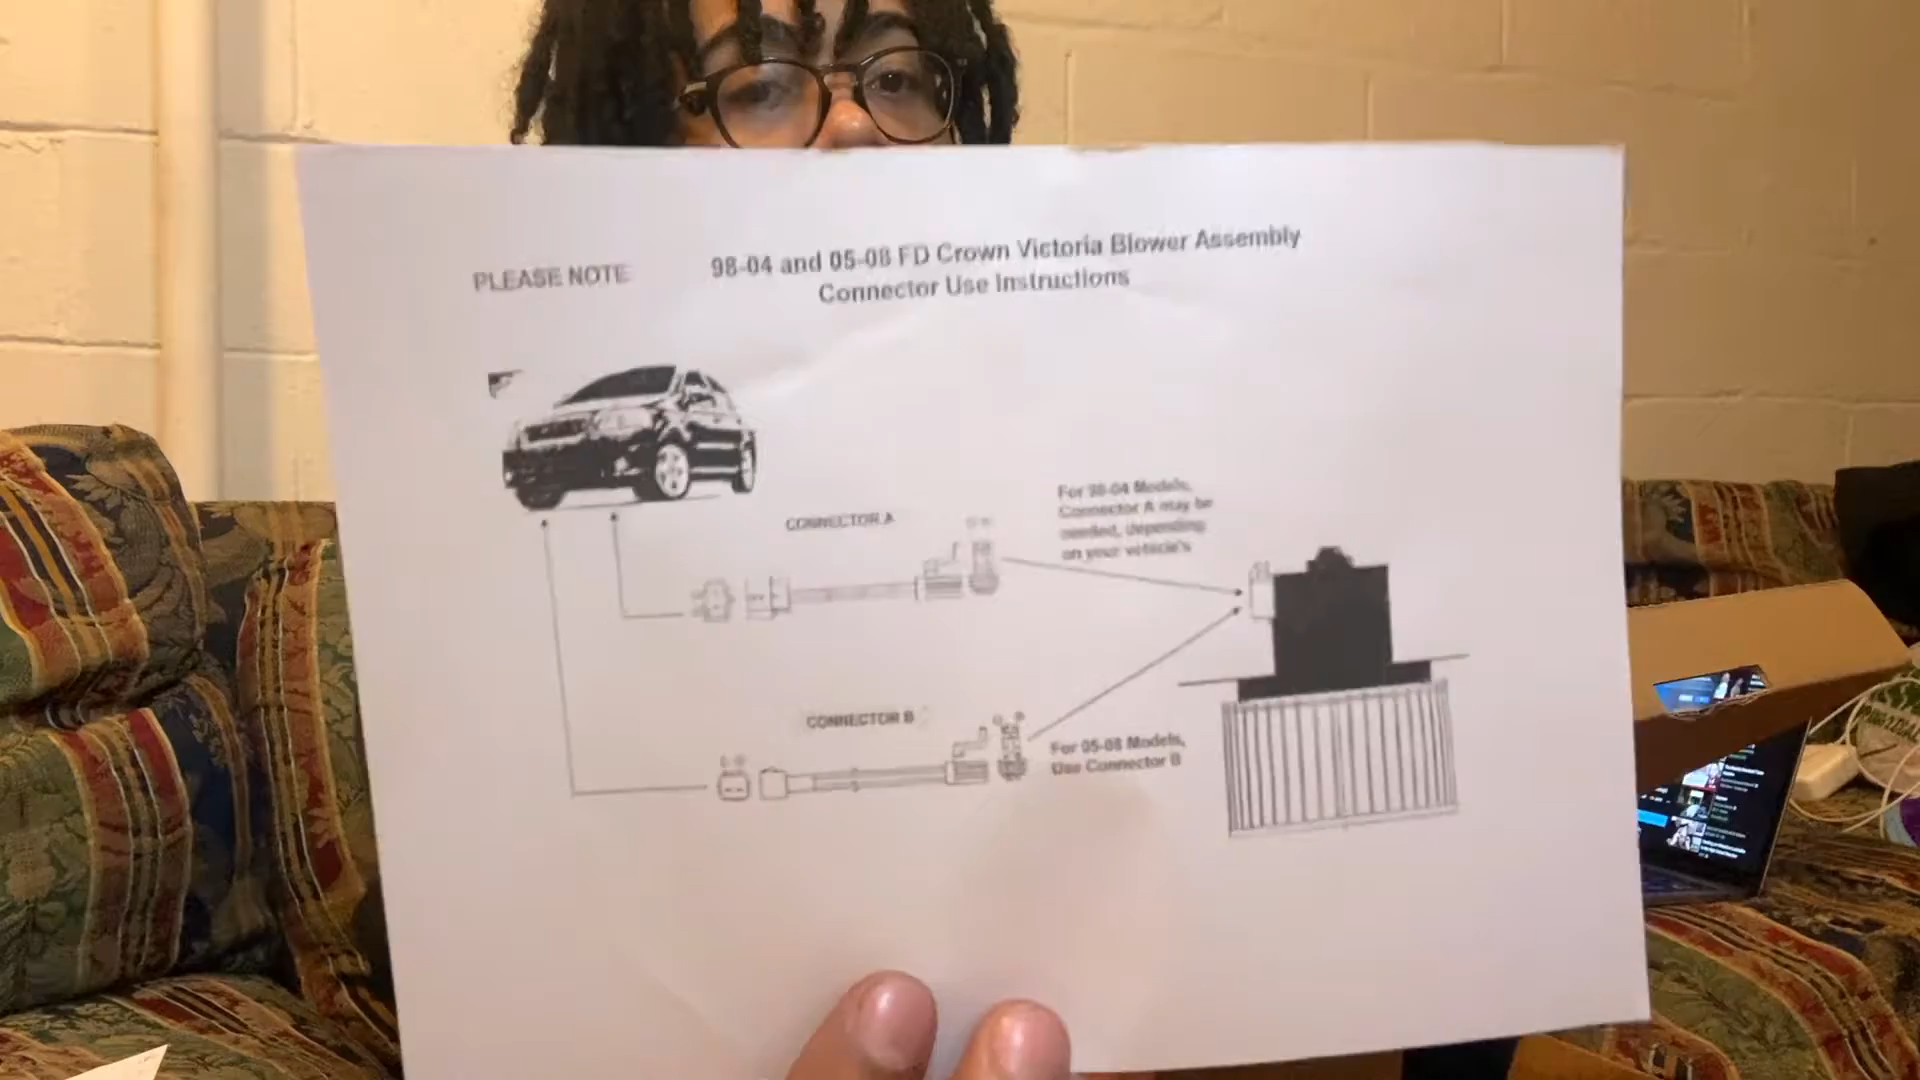 PLEASE NOTE
98-04 and 05-08 FD Crown Victoria Blower Assembly
Connector Use Instructions
CONNECTOR A
For 98-04 Models,
Connector A may be
needed, depending
on your vehicle's
CONNECTOR B
For 05-08 Models,
Use Connector B